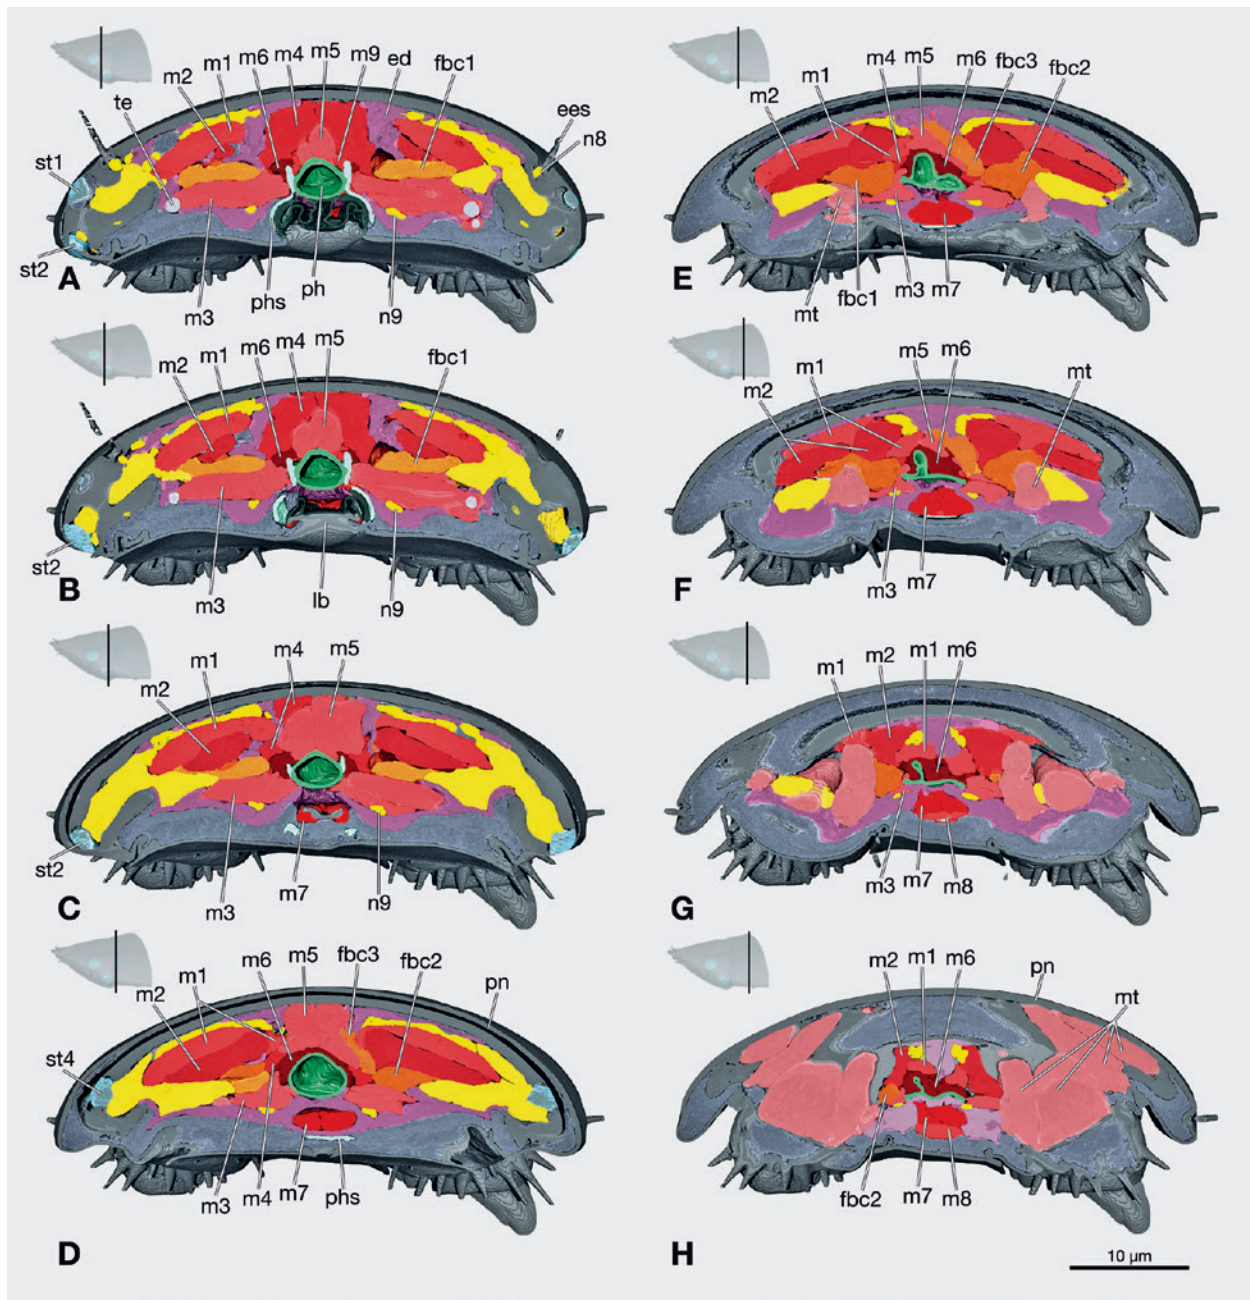 m6 m4 m5 m9 ed fbc1
m1
m2
te
ees
n8
st1
st2
A
m3
phs
ph
n9
m6 m4 m5
m1
m2
fbc1
st2
B
m3
lb
n9
m4 m5
m1
m2
st2
C
m3
m7
n9
m6 m5 fbc3 fbc2
m1
m2
pn
st4
m3
m4
m7
phs
D
m4 m5 m6 fbc3 fbc2
m1
m2
E
mt
fbc1
m3
m7
m5 m6
m1
m2
mt
F
m3
m7
m1 m2 m1 m6
G
m3
m7
m8
m2 m1 m6 pn
mt
H
fbc2
m7
m8
10 µm